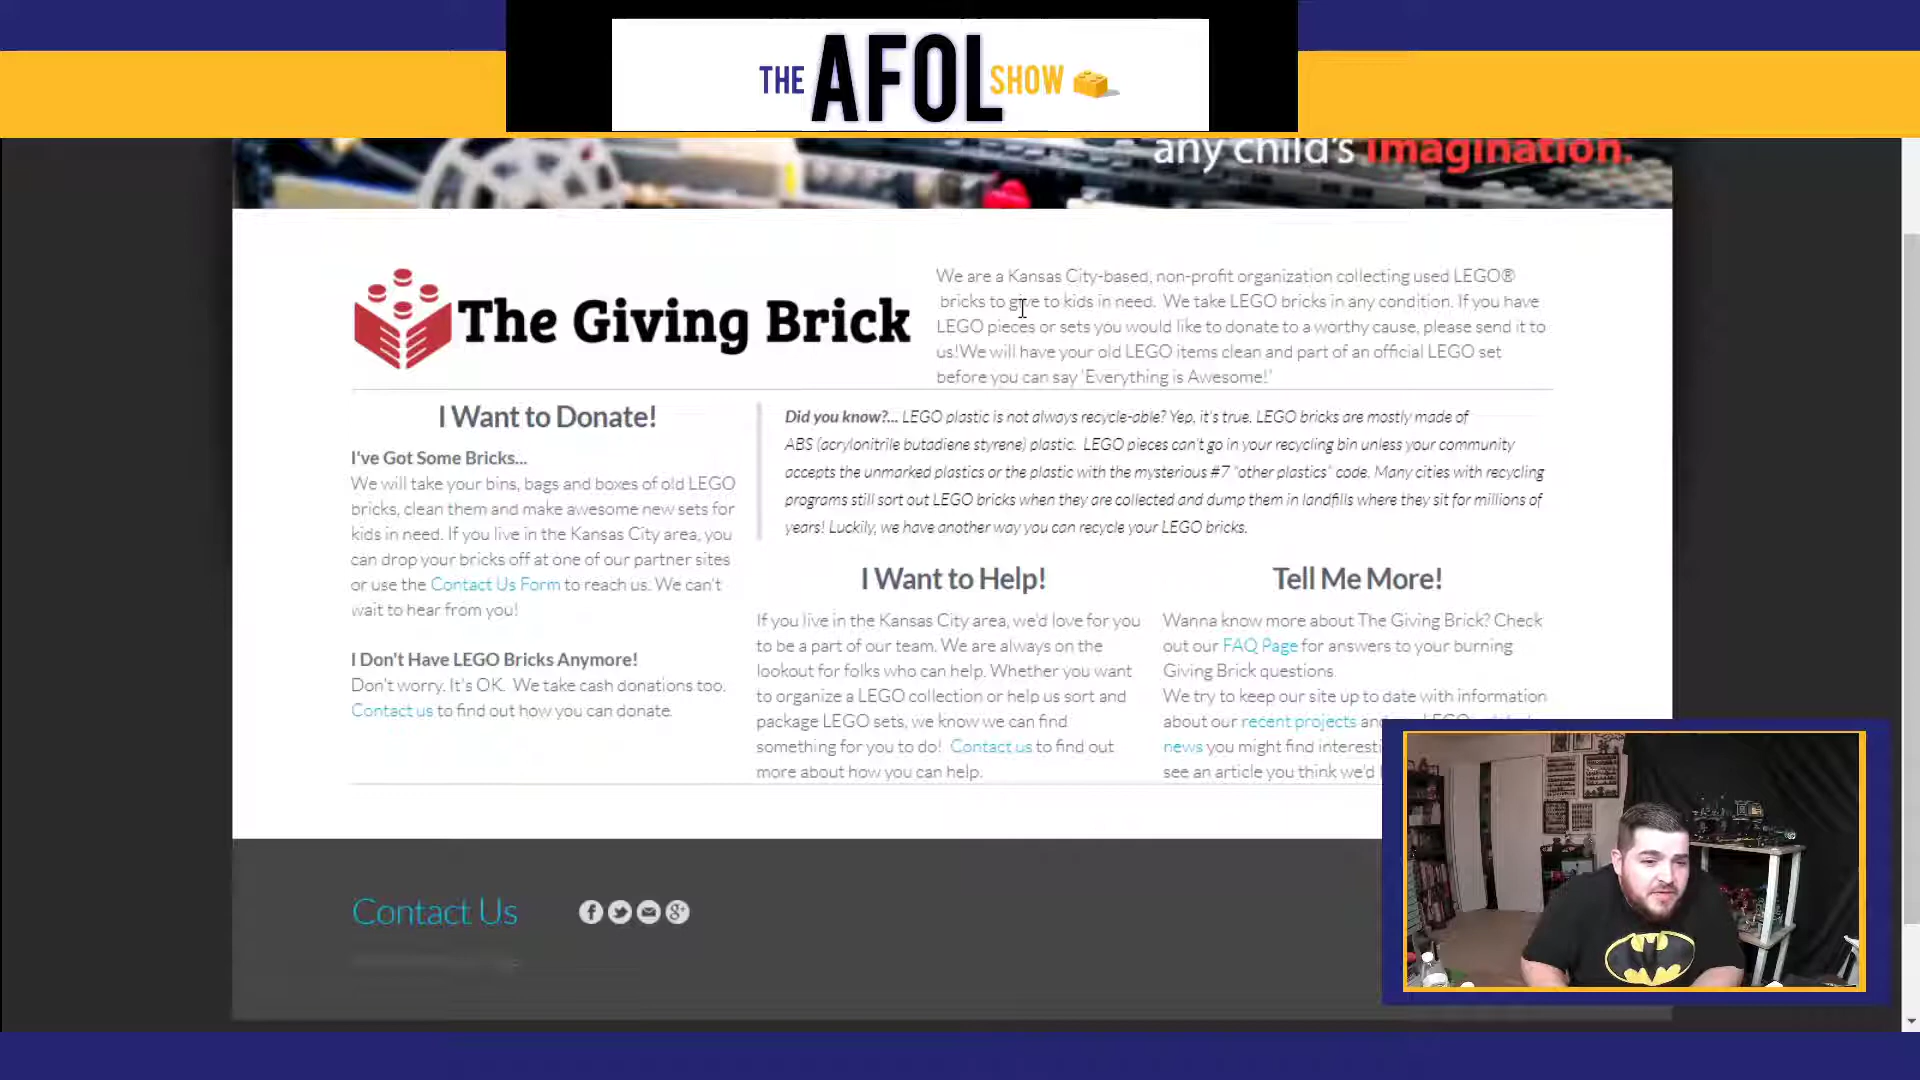 THE AFOL SHOW
any child's imagination.
The Giving Brick
We are a Kansas City-based, non-profit organization collecting used LEGO®
bricks to give to kids in need. We take LEGO bricks in any condition. If you have
LEGO pieces or sets you would like to donate to a worthy cause, please send it to
us!We will have your old LEGO items clean and part of an official LEGO set
before you can say 'Everything is Awesome!'
I Want to Donate!
I've Got Some Bricks...
We will take your bins, bags and boxes of old LEGO
bricks, clean them and make awesome new sets for
kids in need. If you live in the Kansas City area, you
can drop your bricks off at one of our partner sites
or use the Contact Us Form to reach us. We can't
wait to hear from you!
I Don't Have LEGO Bricks Anymore!
Don't worry. It's OK. We take cash donations too.
Contact us to find out how you can donate.
Did you know?... LEGO plastic is not always recycle-able? Yep, it's true. LEGO bricks are mostly made of
ABS (acrylonitrile butadiene styrene) plastic. LEGO pieces can't go in your recycling bin unless your community
accepts the unmarked plastics or the plastic with the mysterious #7 "other plastics" code. Many cities with recycling
programs still sort out LEGO bricks when they are collected and dump them in landfills where they sit for millions of
years! Luckily, we have another way you can recycle your LEGO bricks.
I Want to Help!
If you live in the Kansas City area, we'd love for you
to be a part of our team. We are always on the
lookout for folks who can help. Whether you want
to organize a LEGO collection or help us sort and
package LEGO sets, we know we can find
something for you to do! Contact us to find out
more about how you can help.
Tell Me More!
Wanna know more about The Giving Brick? Check
out our FAQ Page for answers to your burning
Giving Brick questions.
We try to keep our site up to date with information
about our recent projects and
news you might find interesti
see an article you think we'd
Contact Us